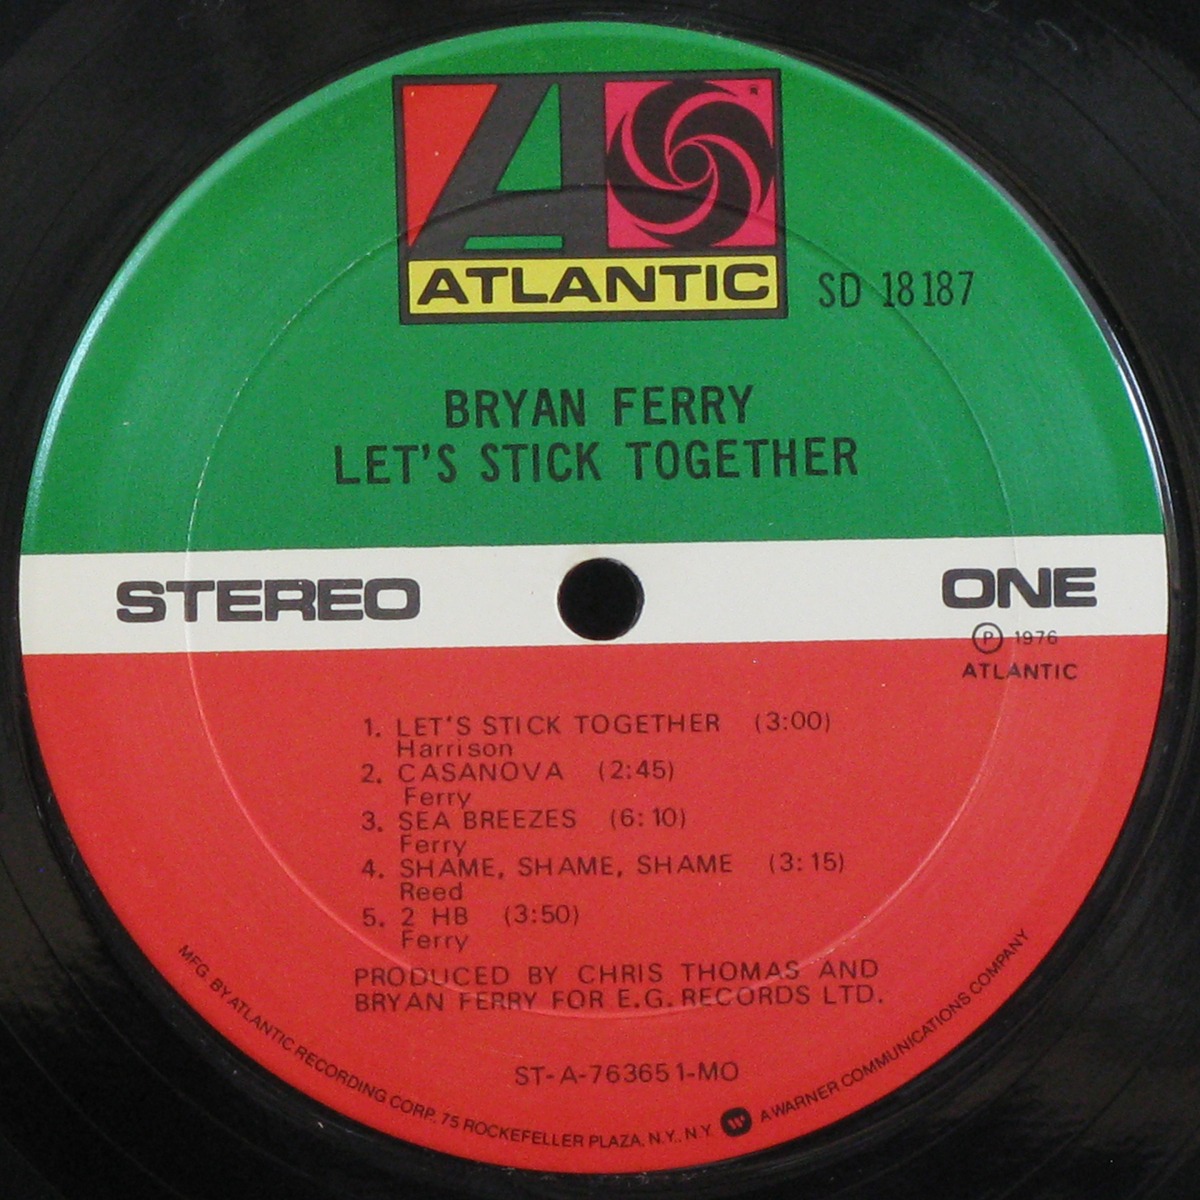 ATLANTIC
SD 18187
BRYAN FERRY
LET'S STICK TOGETHER
STEREO
ONE
Ⓟ 1976
ATLANTIC
1. LET'S STICK TOGETHER (3:00)
Harrison
2. CASANOVA (2:45)
Ferry
3. SEA BREEZES (6:10)
Ferry
4. SHAME, SHAME, SHAME (3:15)
Reed
5. 2 HB (3:50)
Ferry
PRODUCED BY CHRIS THOMAS AND
BRYAN FERRY FOR E.G. RECORDS LTD.
ST-A-763651-MO
MFG. BY ATLANTIC RECORDING CORP., 75 ROCKEFELLER PLAZA, N.Y., N.Y. A WARNER COMMUNICATIONS COMPANY